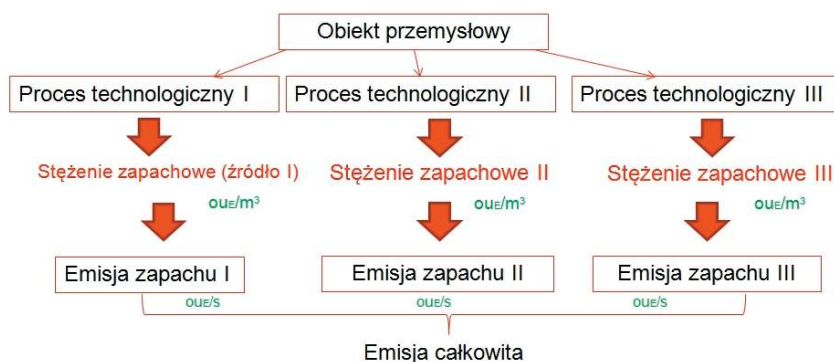 Obiekt przemysłowy
Proces technologiczny I
Proces technologiczny II
Proces technologiczny III
Stężenie zapachowe (źródło I)
Stężenie zapachowe II
Stężenie zapachowe III
ouE/m³
ouE/m³
ouE/m³
Emisja zapachu I
Emisja zapachu II
Emisja zapachu III
ouE/s
ouE/s
ouE/s
Emisja całkowita